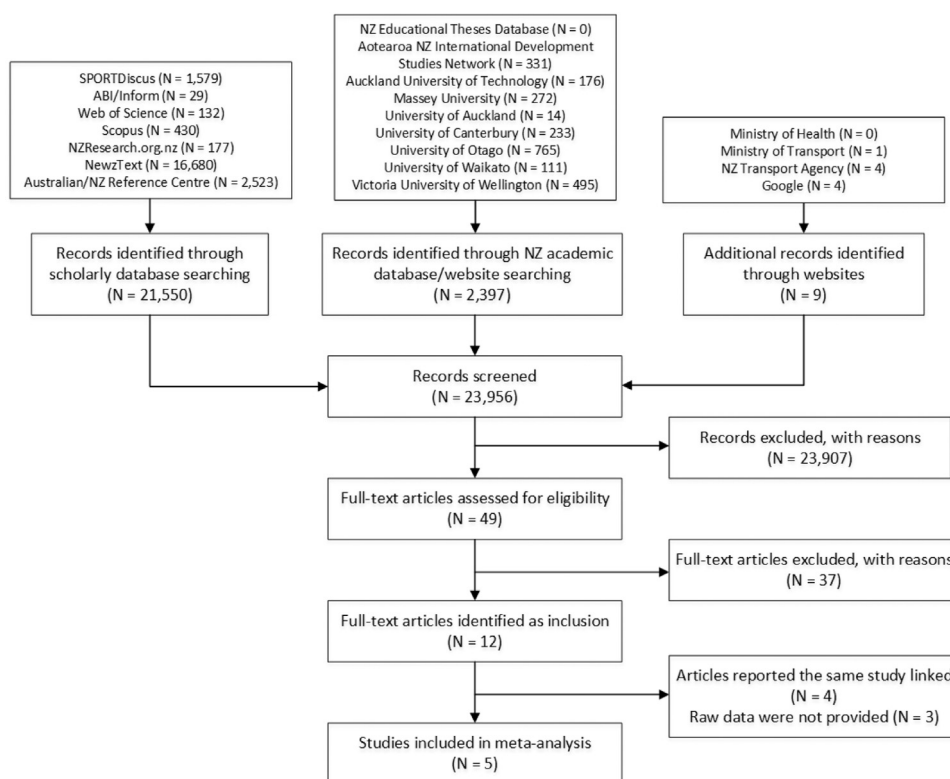 SPORTDiscus (N = 1,579)
ABI/Inform (N = 29)
Web of Science (N = 132)
Scopus (N = 430)
NZResearch.org.nz (N = 177)
NewzText (N = 16,680)
Australian/NZ Reference Centre (N = 2,523)
NZ Educational Theses Database (N = 0)
Aotearoa NZ International Development
Studies Network (N = 331)
Auckland University of Technology (N = 176)
Massey University (N = 272)
University of Auckland (N = 14)
University of Canterbury (N = 233)
University of Otago (N = 765)
University of Waikato (N = 111)
Victoria University of Wellington (N = 495)
Ministry of Health (N = 0)
Ministry of Transport (N = 1)
NZ Transport Agency (N = 4)
Google (N = 4)
Records identified through
scholarly database searching
(N = 21,550)
Records identified through NZ academic
database/website searching
(N = 2,397)
Additional records identified
through websites
(N = 9)
Records screened
(N = 23,956)
Records excluded, with reasons
(N = 23,907)
Full-text articles assessed for eligibility
(N = 49)
Full-text articles excluded, with reasons
(N = 37)
Full-text articles identified as inclusion
(N = 12)
Articles reported the same study linked
(N = 4)
Raw data were not provided (N = 3)
Studies included in meta-analysis
(N = 5)